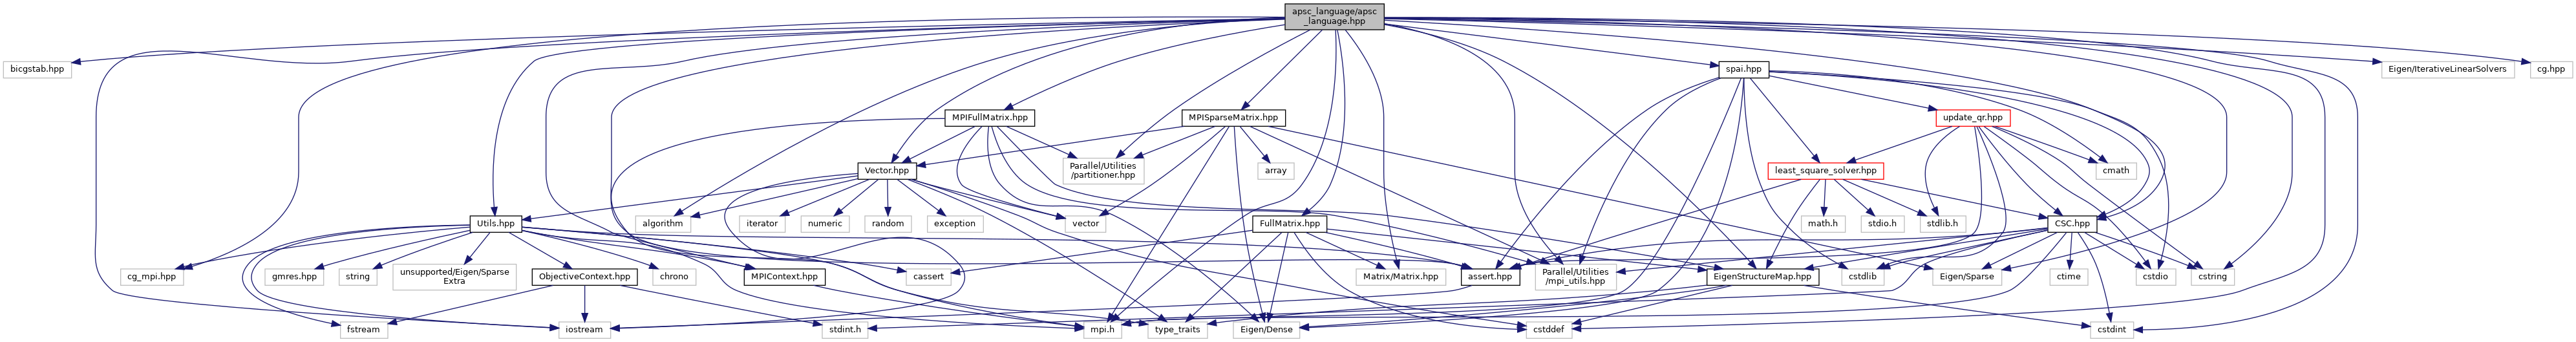 apsc_language/apsc
_language.hpp
bicgstab.hpp
spai.hpp
Eigen/IterativeLinearSolvers
cg.hpp
MPIFullMatrix.hpp
MPISparseMatrix.hpp
update_qr.hpp
Vector.hpp
Parallel/Utilities
/partitioner.hpp
array
least_square_solver.hpp
cmath
Utils.hpp
algorithm
iterator
numeric
random
exception
vector
FullMatrix.hpp
math.h
stdio.h
stdlib.h
CSC.hpp
cg_mpi.hpp
gmres.hpp
string
unsupported/Eigen/Sparse
Extra
ObjectiveContext.hpp
chrono
MPIContext.hpp
cassert
Matrix/Matrix.hpp
assert.hpp
Parallel/Utilities
/mpi_utils.hpp
EigenStructureMap.hpp
cstdlib
Eigen/Sparse
ctime
cstdio
cstring
fstream
iostream
stdint.h
mpi.h
type_traits
Eigen/Dense
cstddef
cstdint